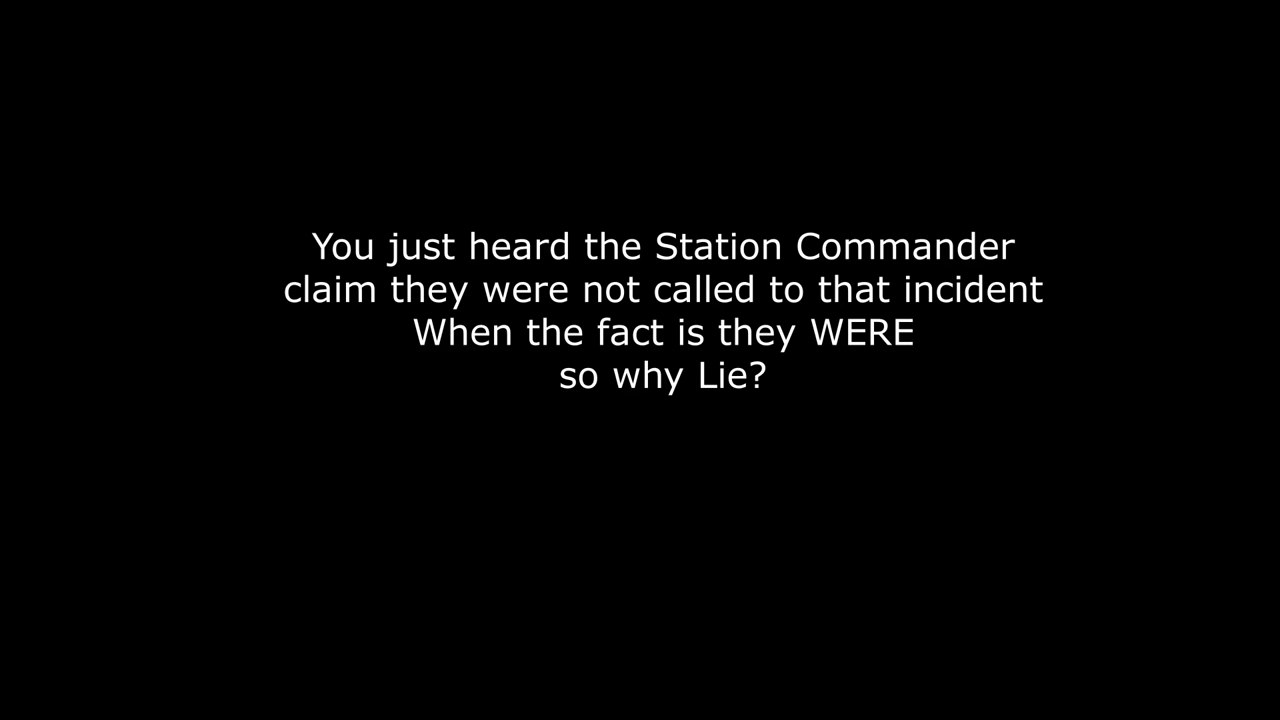 You just heard the Station Commander
claim they were not called to that incident
When the fact is they WERE
so why Lie?